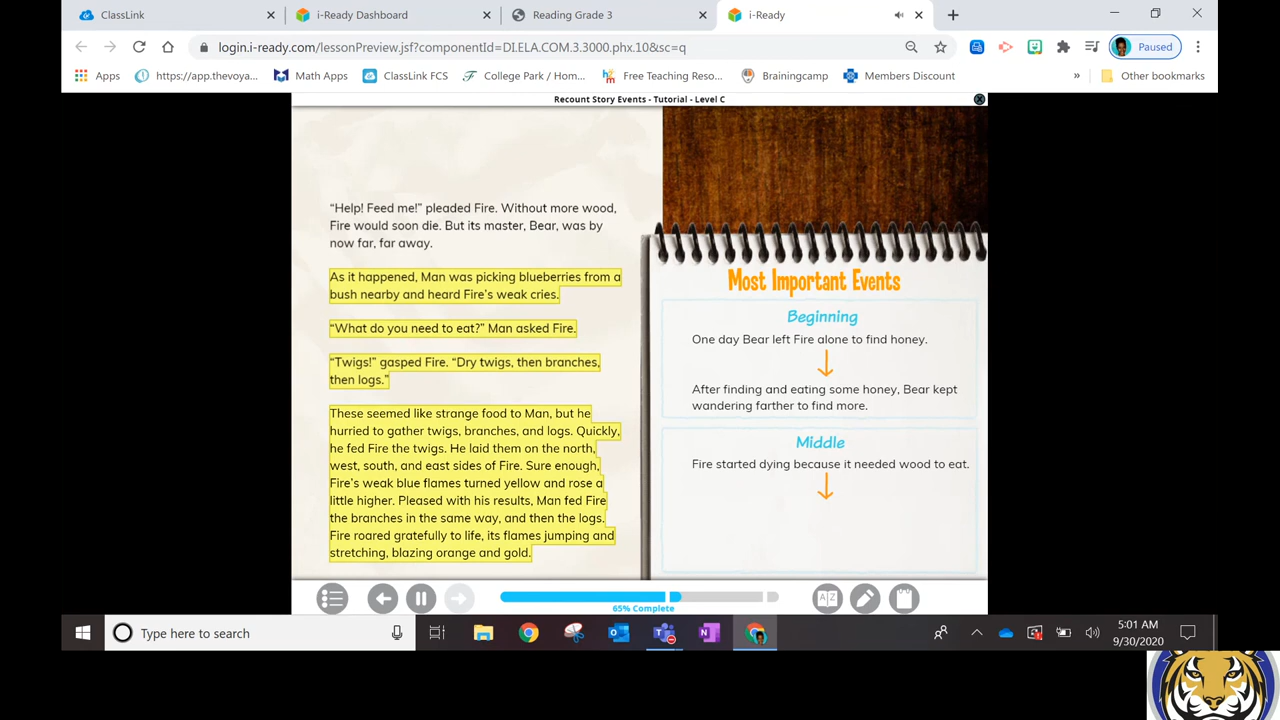 ClassLink
i-Ready Dashboard
Reading Grade 3
i-Ready
login.i-ready.com/lessonPreview.jsf?componentId=DI.ELA.COM.3.3000.phx.10&sc=q
Paused
Apps
https://app.thevoya...
Math Apps
ClassLink FCS
College Park / Hom...
Free Teaching Reso...
Brainingcamp
Members Discount
»
Other bookmarks
Recount Story Events - Tutorial - Level C
“Help! Feed me!” pleaded Fire. Without more wood,
Fire would soon die. But its master, Bear, was by
now far, far away.
As it happened, Man was picking blueberries from a
bush nearby and heard Fire’s weak cries.
“What do you need to eat?” Man asked Fire.
“Twigs!” gasped Fire. “Dry twigs, then branches,
then logs.”
These seemed like strange food to Man, but he
hurried to gather twigs, branches, and logs. Quickly,
he fed Fire the twigs. He laid them on the north,
west, south, and east sides of Fire. Sure enough,
Fire’s weak blue flames turned yellow and rose a
little higher. Pleased with his results, Man fed Fire
the branches in the same way, and then the logs.
Fire roared gratefully to life, its flames jumping and
stretching, blazing orange and gold.
Most Important Events
Beginning
One day Bear left Fire alone to find honey.
After finding and eating some honey, Bear kept
wandering farther to find more.
Middle
Fire started dying because it needed wood to eat.
65% Complete
A Z
Type here to search
5:01 AM
9/30/2020